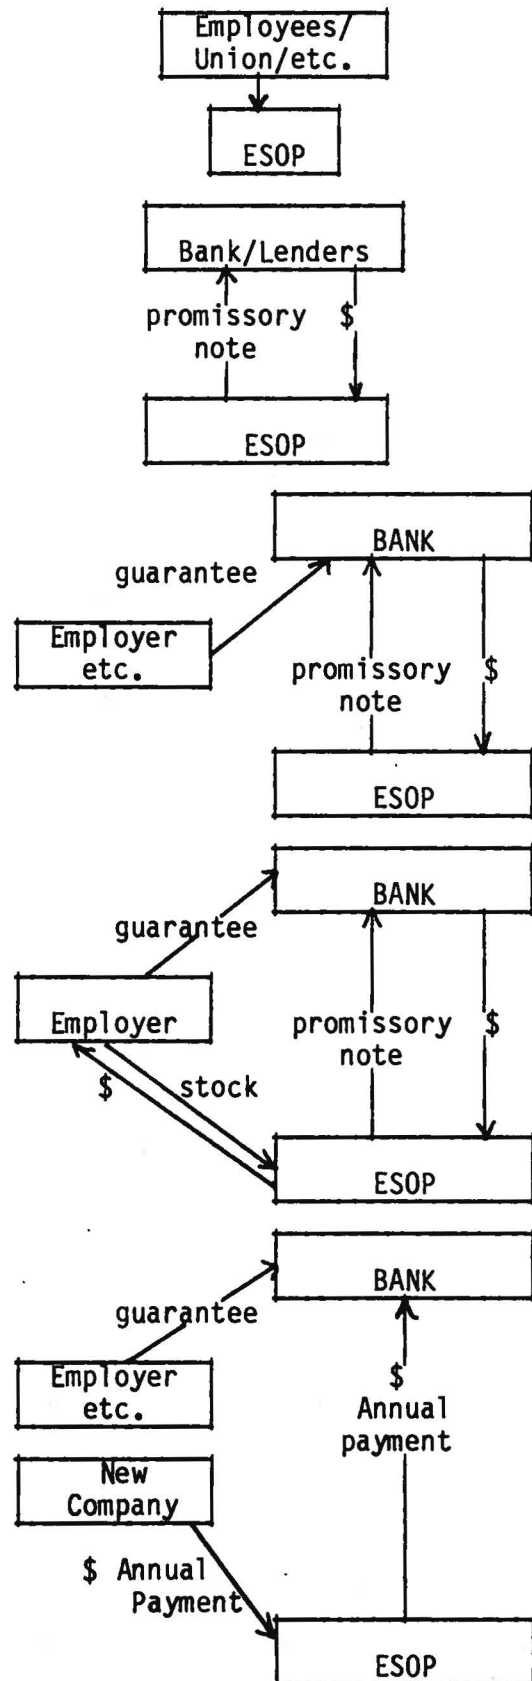 Employees/
Union/etc.
ESOP
Bank/Lenders
promissory
note
$
ESOP
BANK
guarantee
Employer
etc.
promissory
note
$
ESOP
BANK
guarantee
Employer
promissory
note
$
$
stock
ESOP
BANK
guarantee
Employer
etc.
$
Annual
payment
New
Company
$ Annual
Payment
ESOP